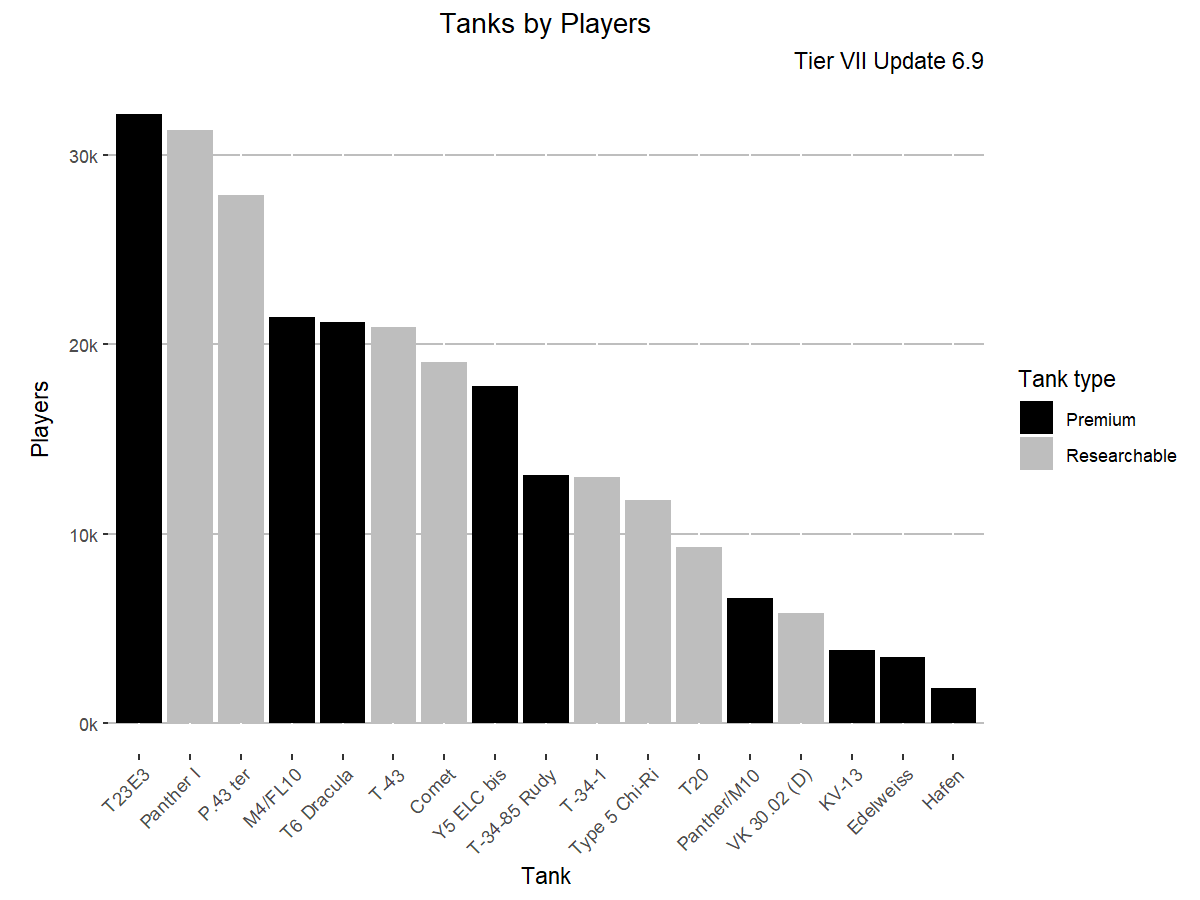 Tanks by Players
Tier VII Update 6.9
Players
30k
20k
10k
0k
T23E3
Panther I
P.43 ter
M4/FL10
T6 Dracula
T-43
Comet
Y5 ELC bis
T-34-85 Rudy
T-34-1
Type 5 Chi-Ri
T20
Panther/M10
VK 30.02 (D)
KV-13
Edelweiss
Hafen
Tank
Tank type
Premium
Researchable